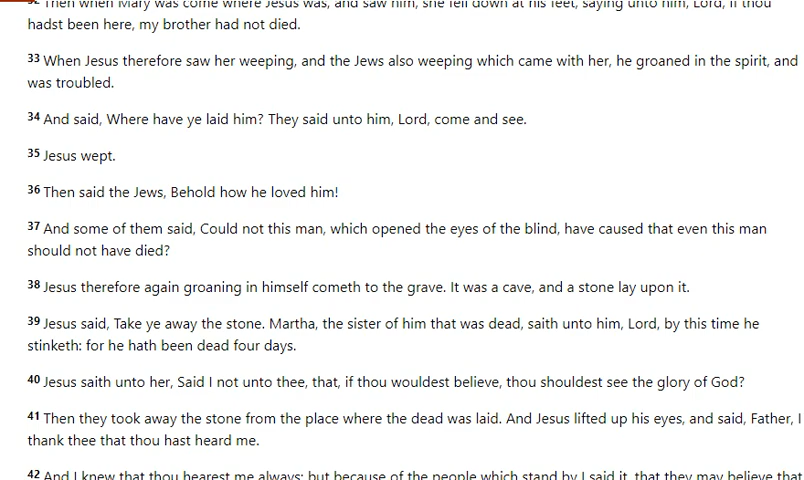 32 Then when Mary was come where Jesus was, and saw him, she fell down at his feet, saying unto him, Lord, if thou
hadst been here, my brother had not died.
33 When Jesus therefore saw her weeping, and the Jews also weeping which came with her, he groaned in the spirit, and
was troubled.
34 And said, Where have ye laid him? They said unto him, Lord, come and see.
35 Jesus wept.
36 Then said the Jews, Behold how he loved him!
37 And some of them said, Could not this man, which opened the eyes of the blind, have caused that even this man
should not have died?
38 Jesus therefore again groaning in himself cometh to the grave. It was a cave, and a stone lay upon it.
39 Jesus said, Take ye away the stone. Martha, the sister of him that was dead, saith unto him, Lord, by this time he
stinketh: for he hath been dead four days.
40 Jesus saith unto her, Said I not unto thee, that, if thou wouldest believe, thou shouldest see the glory of God?
41 Then they took away the stone from the place where the dead was laid. And Jesus lifted up his eyes, and said, Father, I
thank thee that thou hast heard me.
42 And I knew that thou hearest me always: but because of the people which stand by I said it, that they may believe that